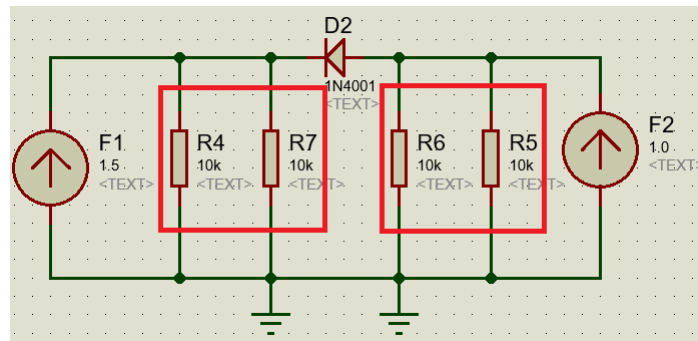 D2
1N4001
<TEXT>
F1
1.5
<TEXT>
R4
10k
<TEXT>
R7
10k
<TEXT>
R6
10k
<TEXT>
R5
10k
<TEXT>
F2
1.0
<TEXT>